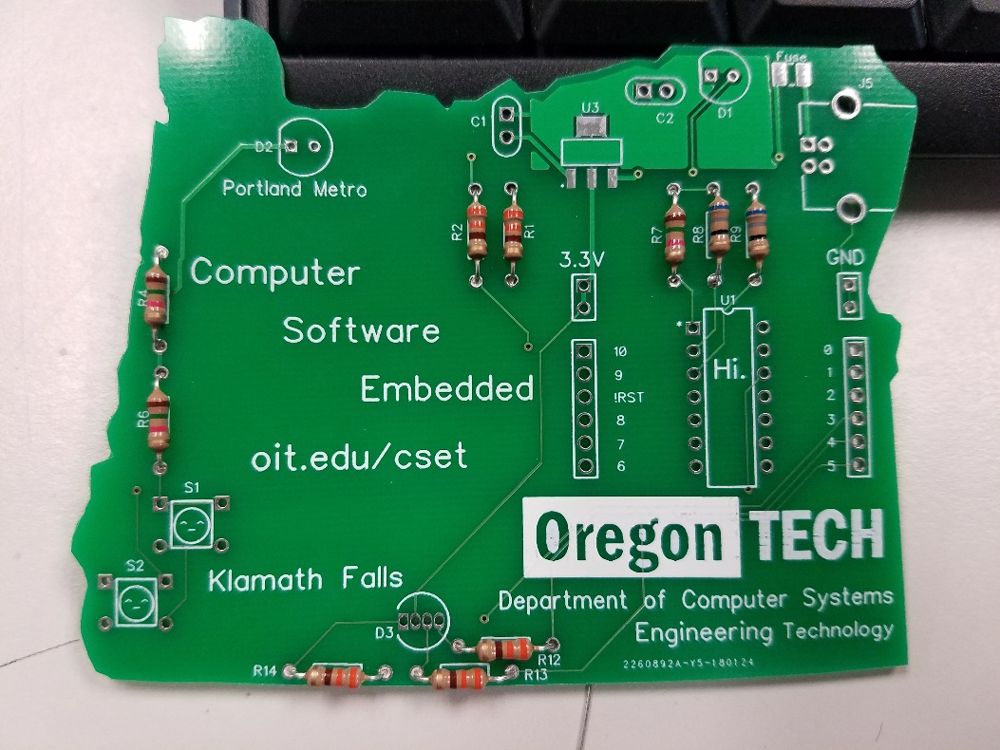 Fuse
J5
C1
U3
C2
D1
D2
Portland Metro
R2
R1
R7
R8
R9
3.3V
GND
Computer
R4
U1
*
Software
Hi.
10
9
!RST
8
7
6
0
1
2
3
4
5
Embedded
R6
oit.edu/cset
S1
Oregon TECH
S2
Klamath Falls
Department of Computer Systems
Engineering Technology
D3
R12
R14
R13
2260892A-Y5-180124